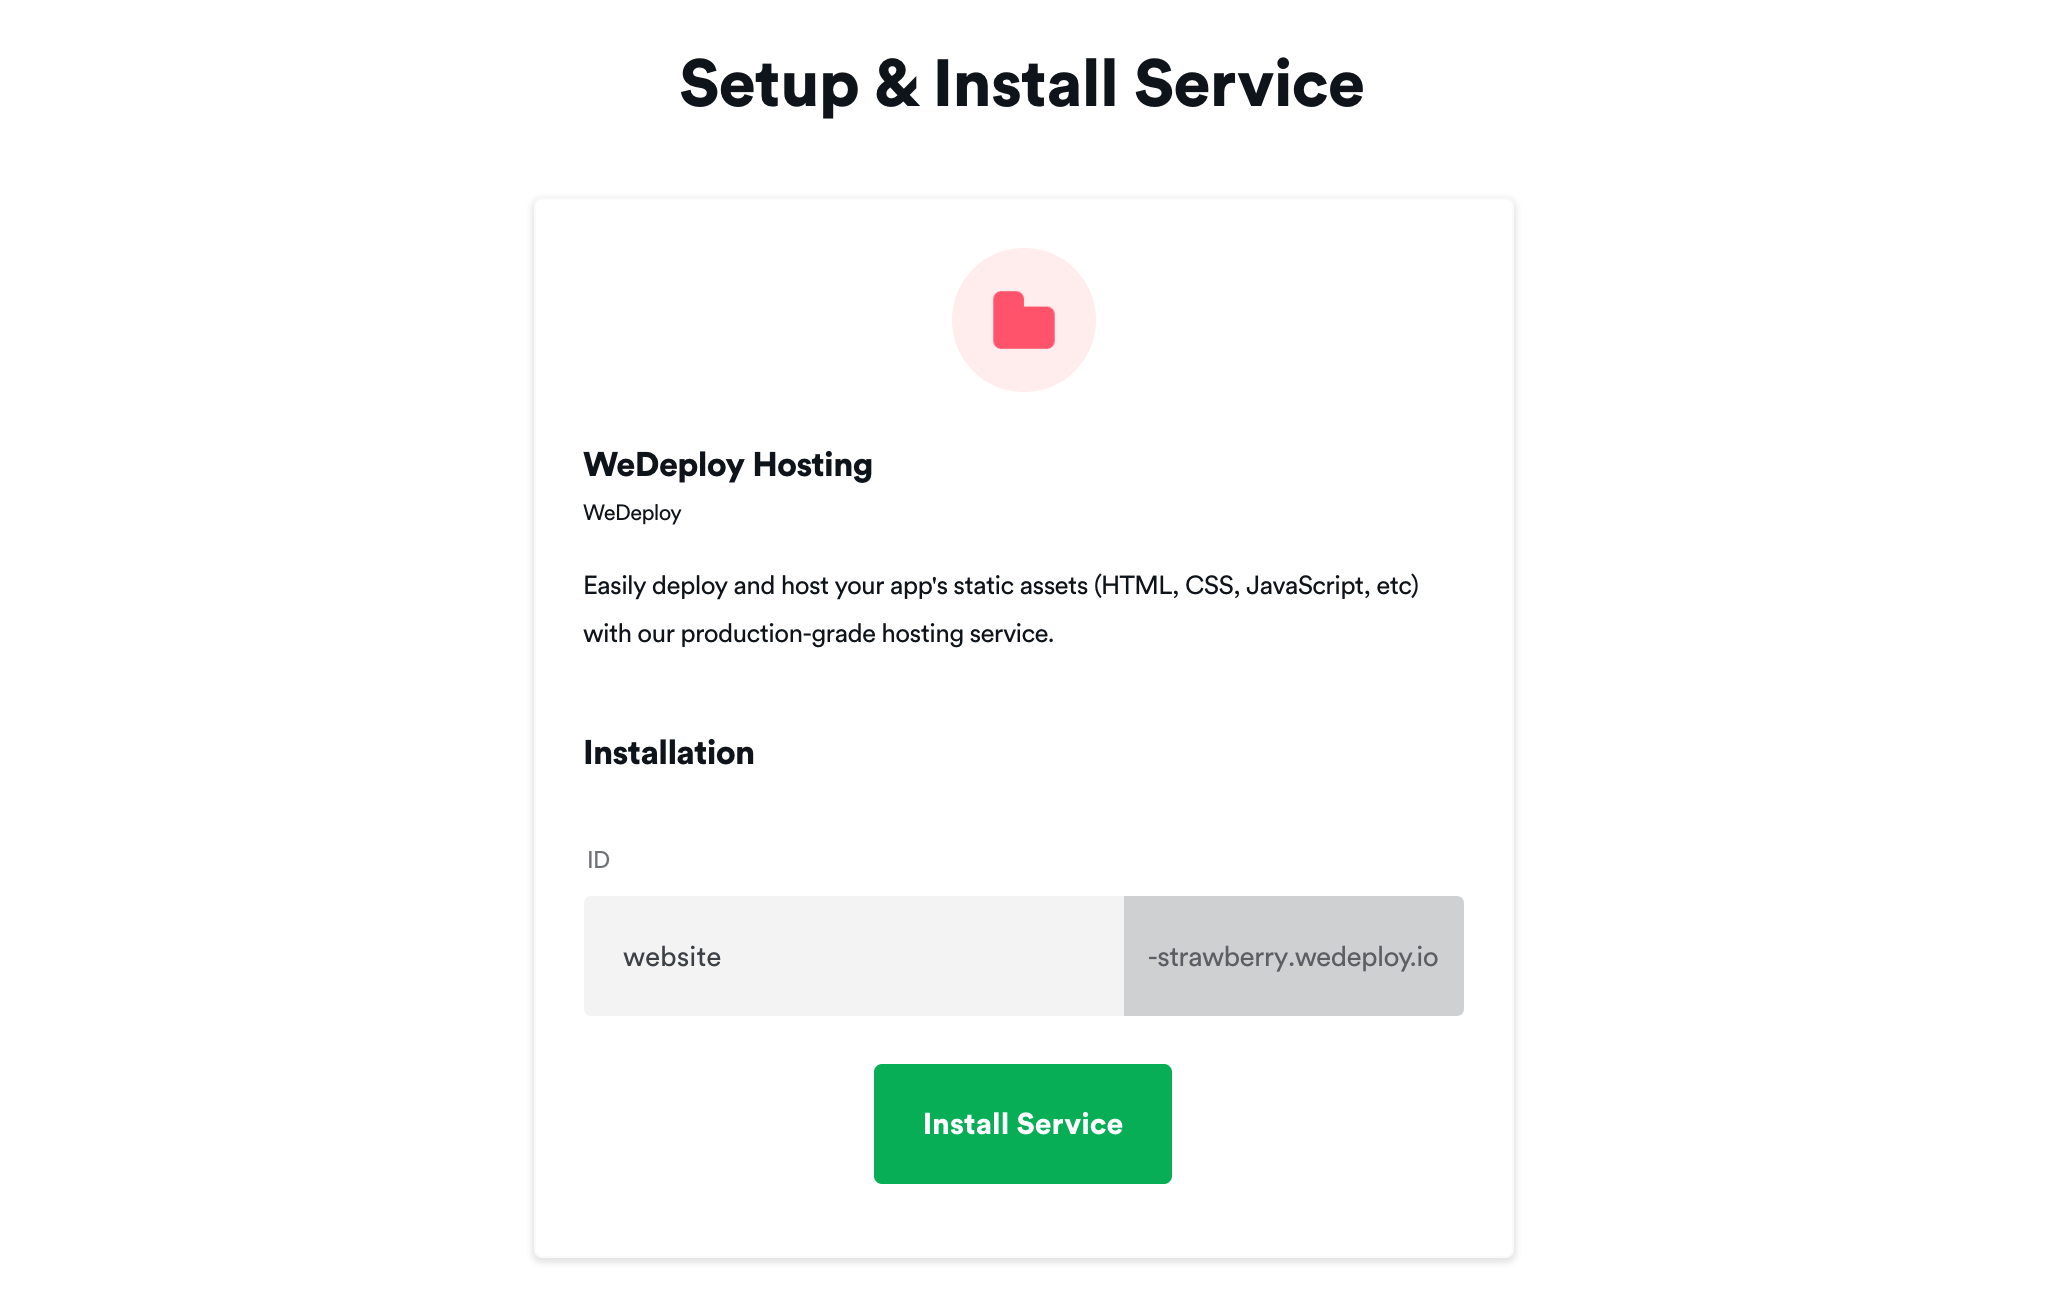 Setup & Install Service
WeDeploy Hosting
WeDeploy
Easily deploy and host your app's static assets (HTML, CSS, JavaScript, etc)
with our production-grade hosting service.
Installation
ID
website
-strawberry.wedeploy.io
Install Service